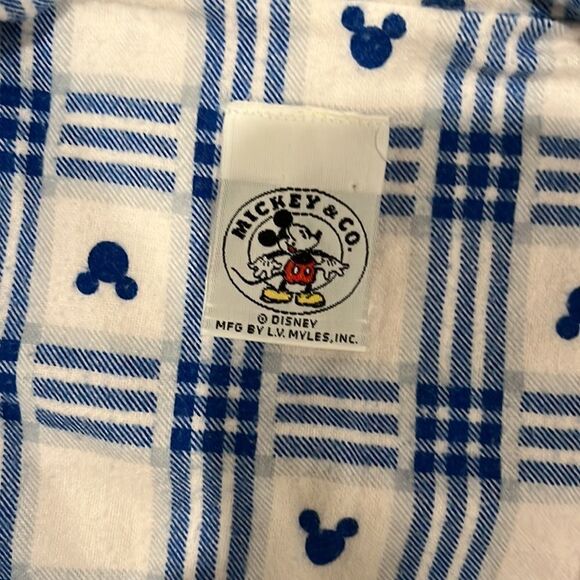 MICKEY & CO.
© DISNEY
MFG BY L.V. MYLES, INC.